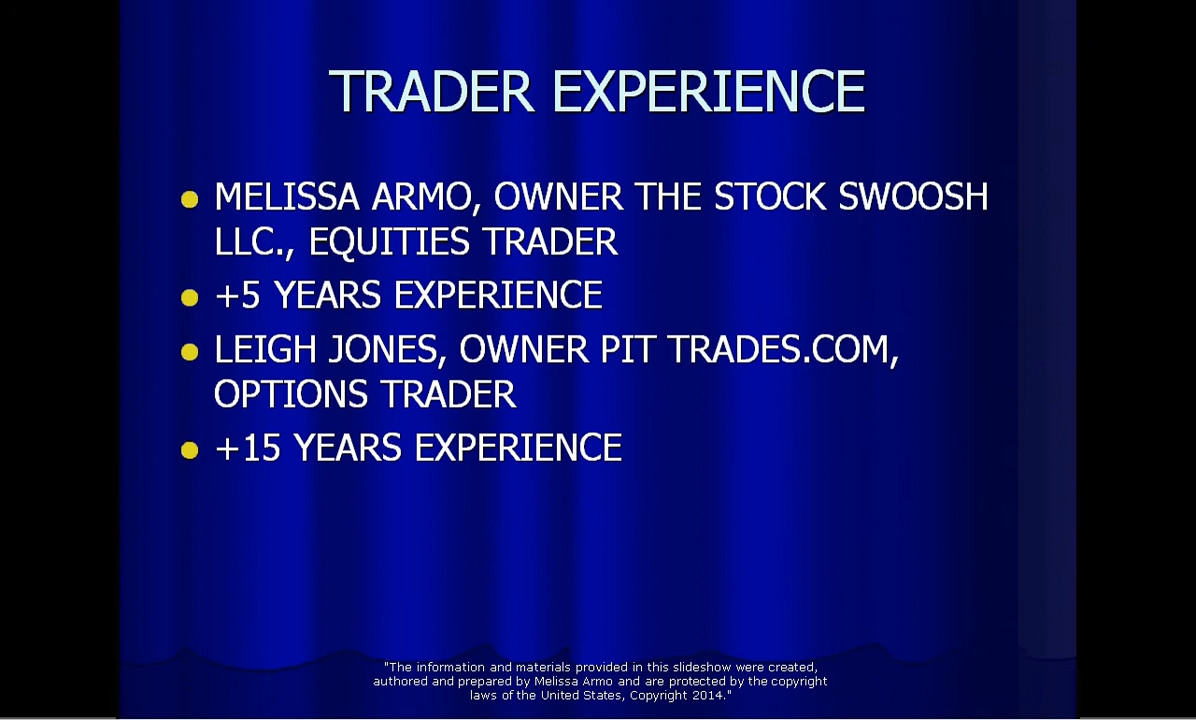 TRADER EXPERIENCE
MELISSA ARMO, OWNER THE STOCK SWOOSH
LLC., EQUITIES TRADER
+5 YEARS EXPERIENCE
LEIGH JONES, OWNER PIT TRADES.COM,
OPTIONS TRADER
+15 YEARS EXPERIENCE
"The information and materials provided in this slideshow were created,
authored and prepared by Melissa Armo and are protected by the copyright
laws of the United States, Copyright 2014."